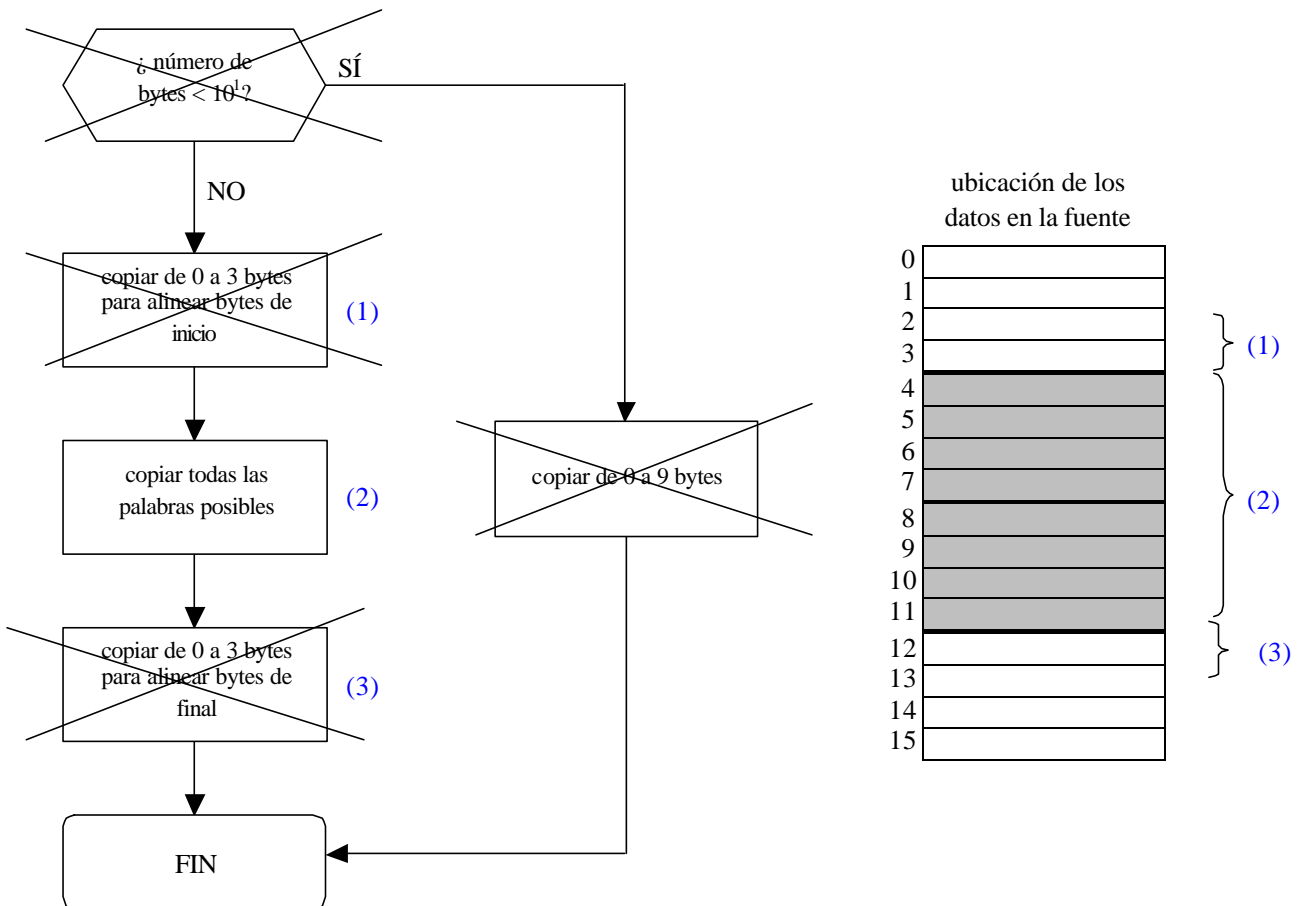 ¿ número de
bytes < 10¹?
SÍ
NO
copiar de 0 a 3 bytes
para alinear bytes de
inicio
(1)
copiar todas las
palabras posibles
(2)
copiar de 0 a 3 bytes
para alinear bytes de
final
(3)
FIN
copiar de 0 a 9 bytes
ubicación de los
datos en la fuente
0
1
2
3
4
5
6
7
8
9
10
11
12
13
14
15
(1)
(2)
(3)